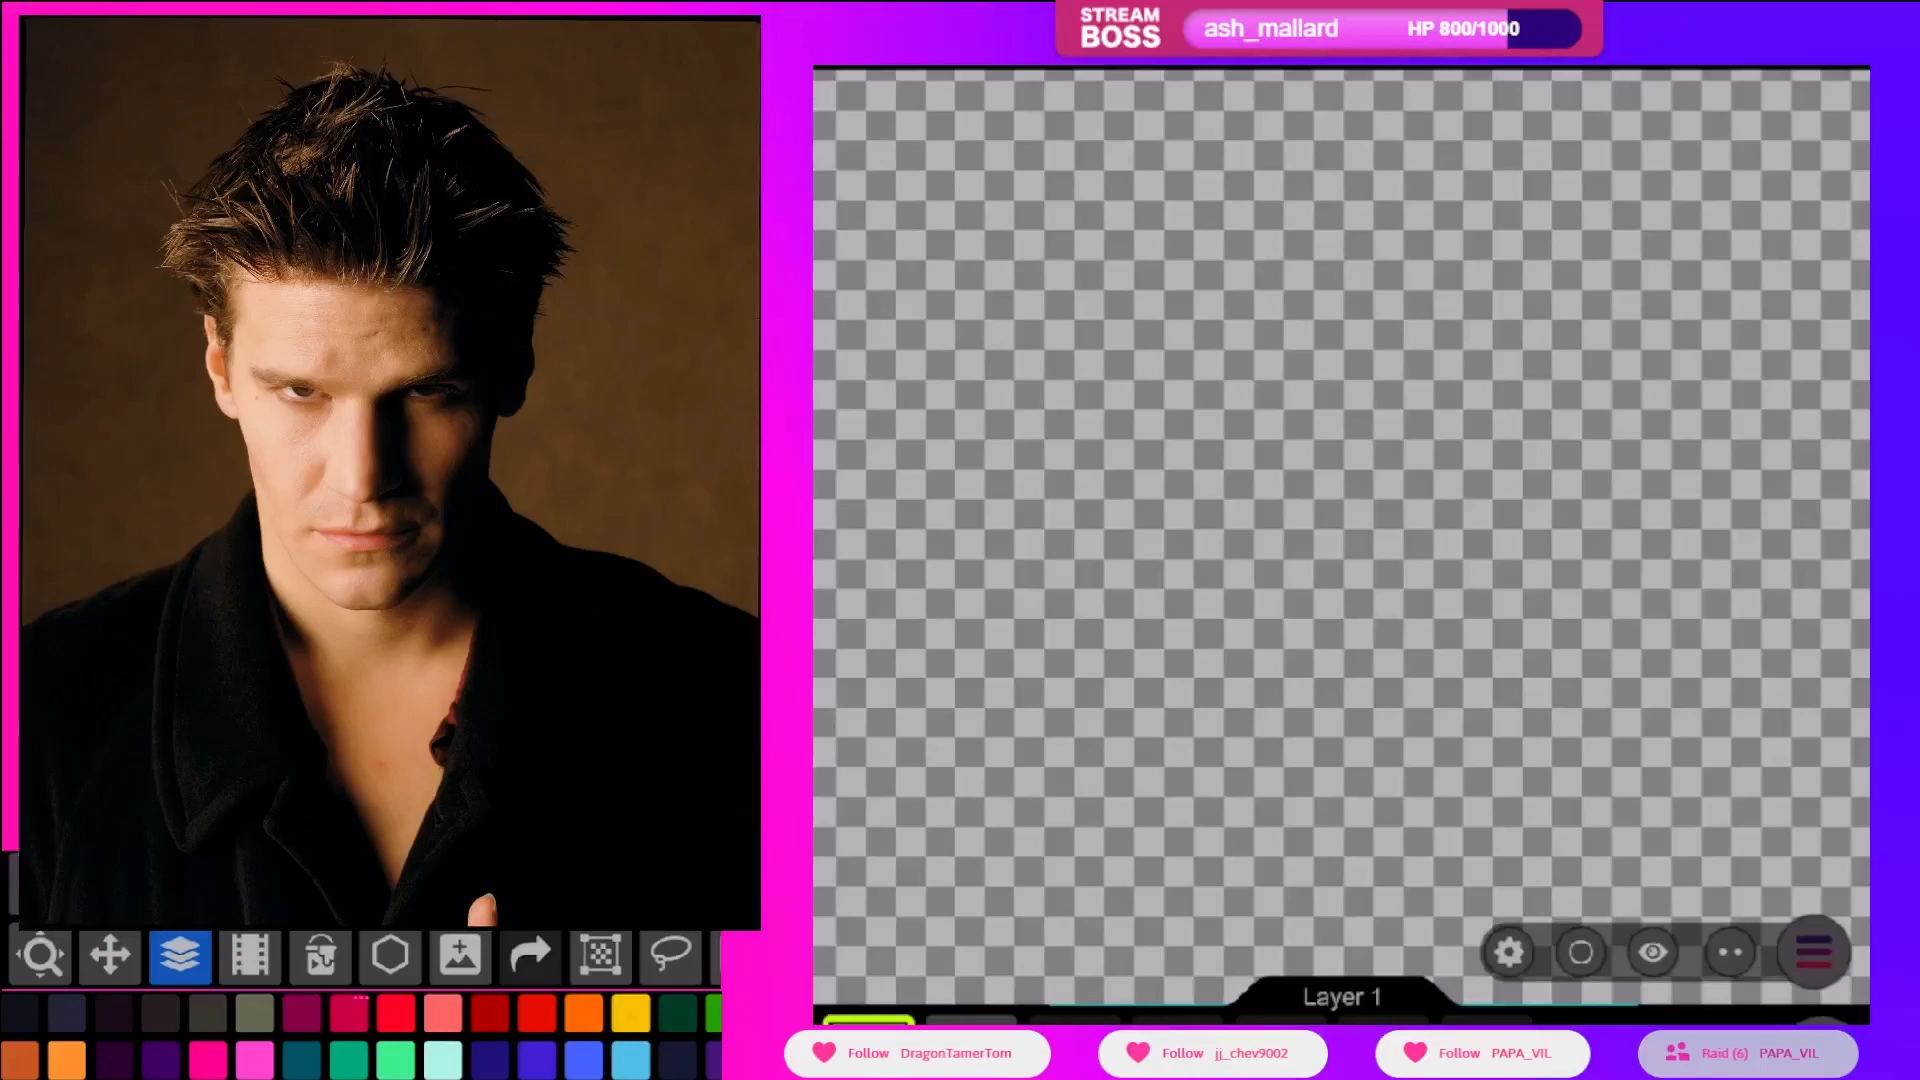 STREAM
BOSS
ash_mallard HP 800/1000
Layer 1
Follow DragonTamerTom
Follow jj_chev9002
Follow PAPA_VIL
Raid (6) PAPA_VIL